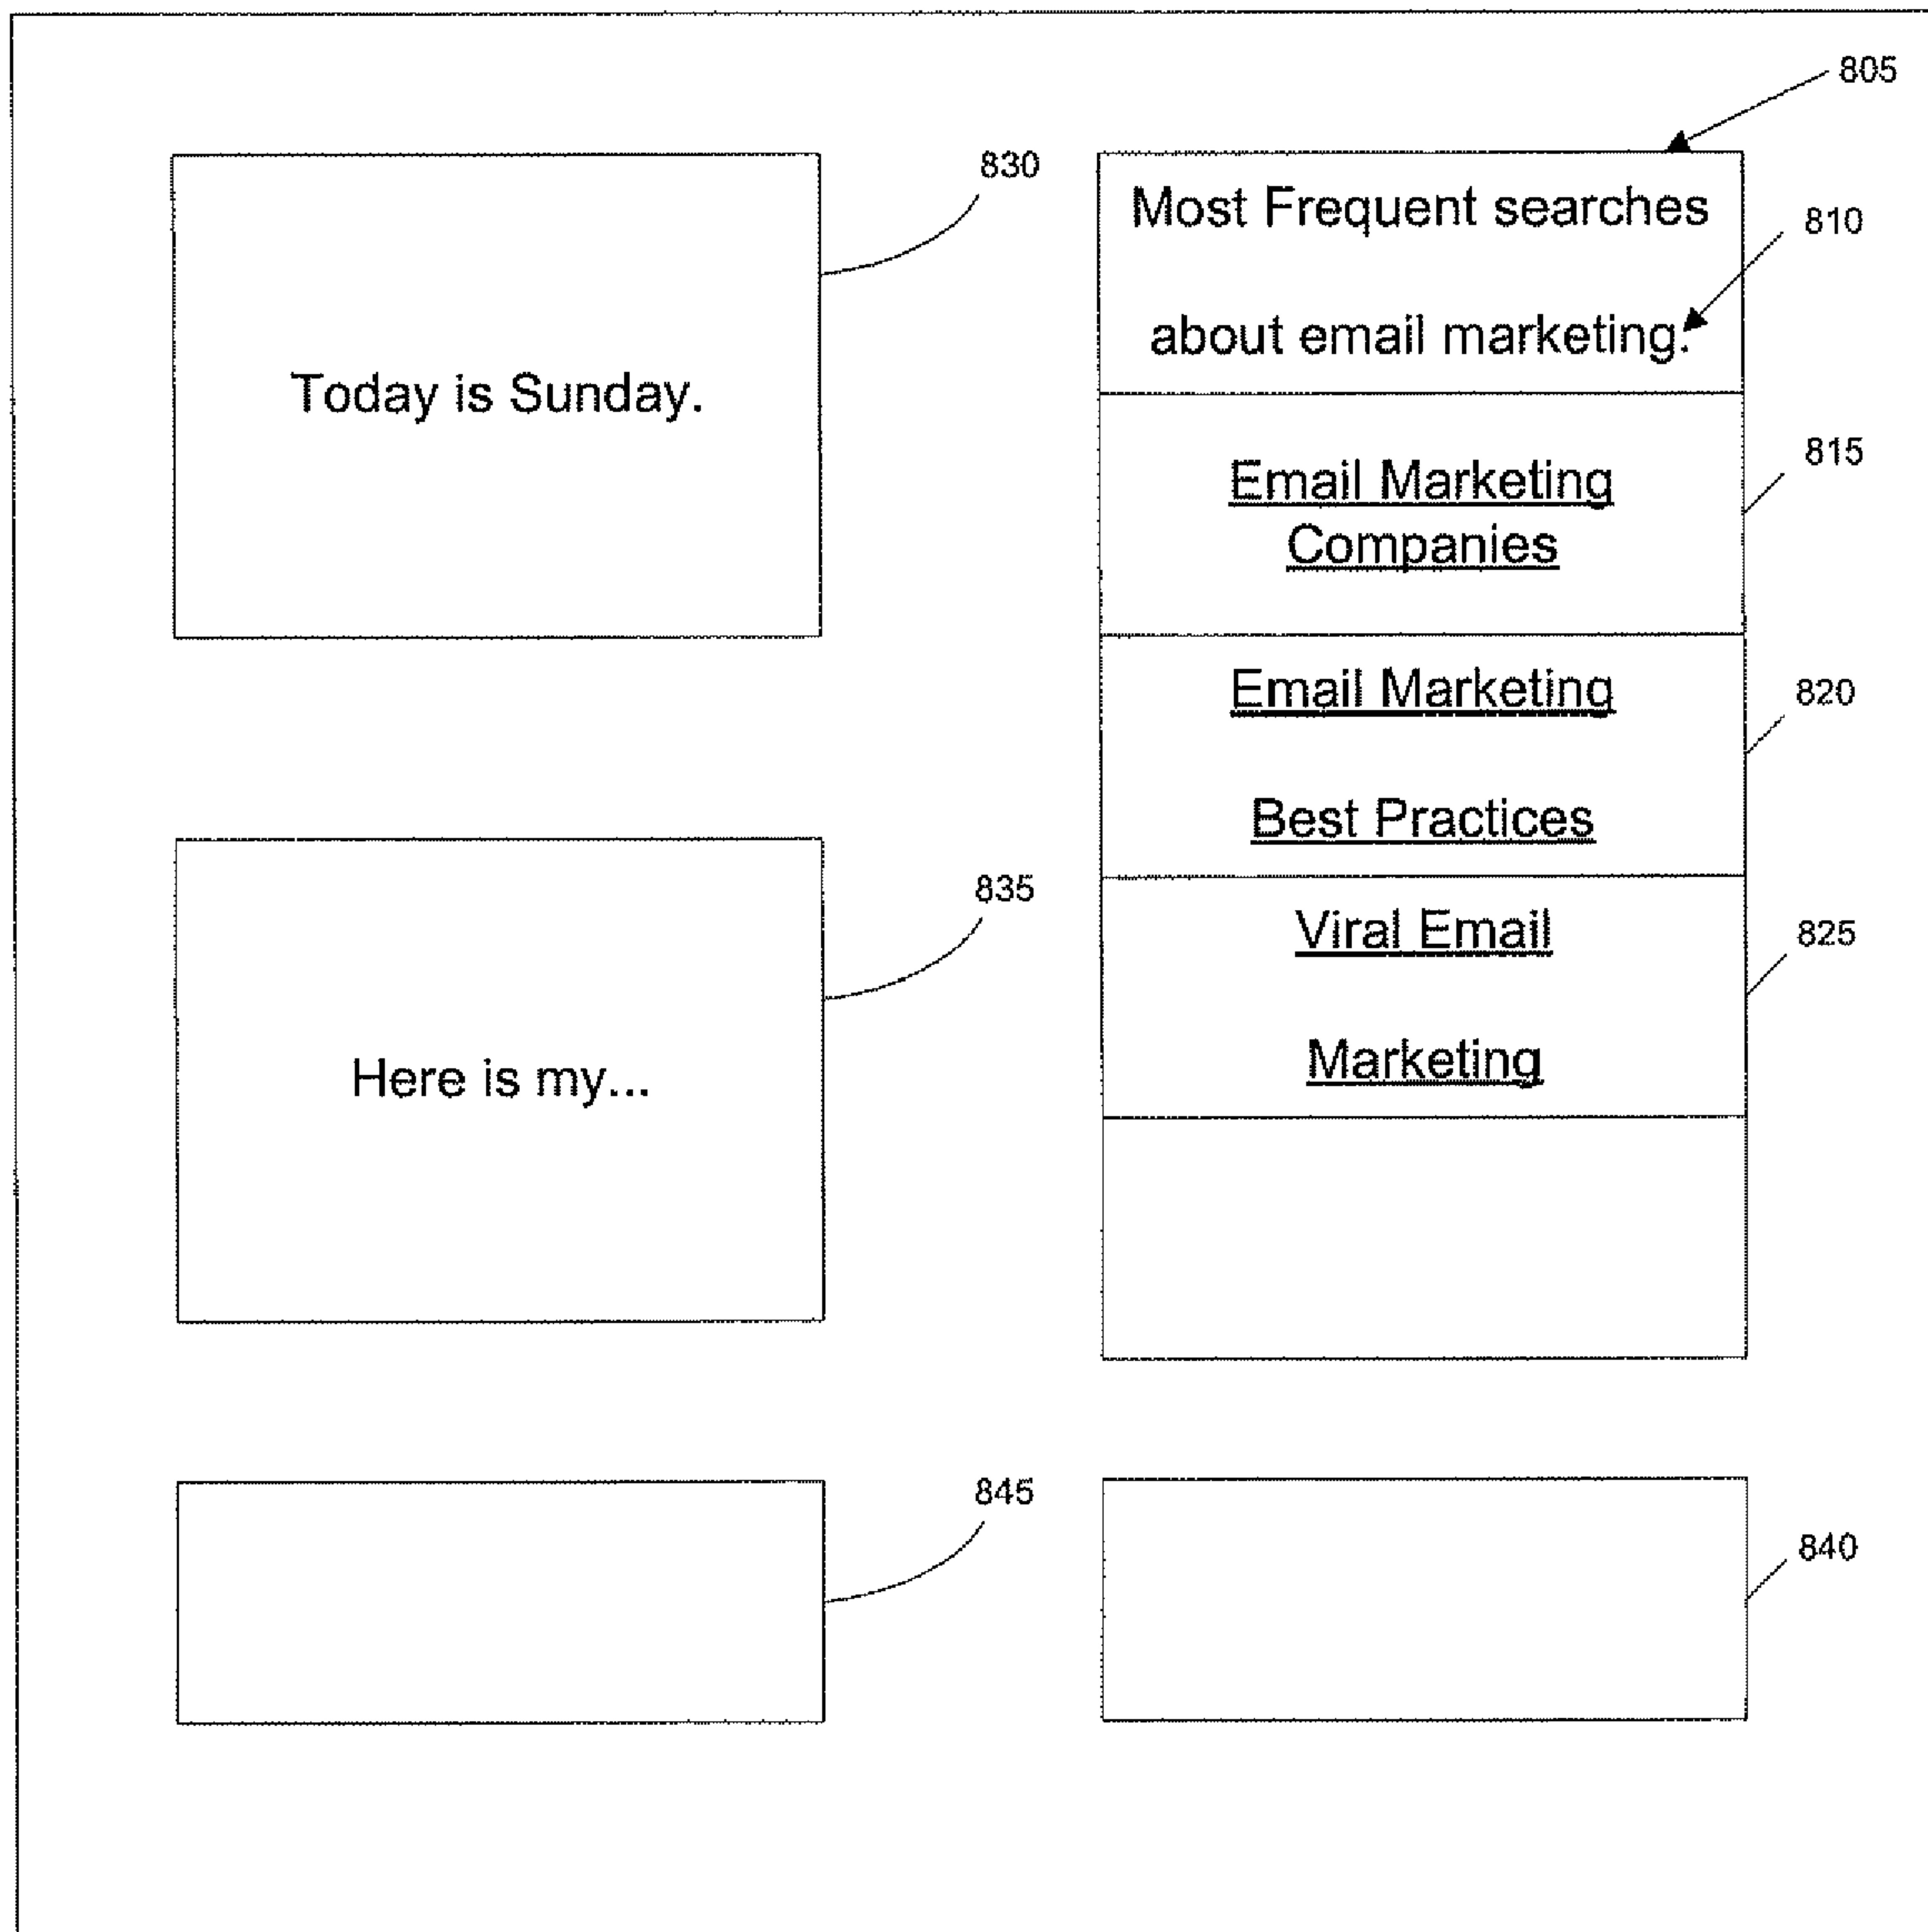 805
830
Most Frequent searches
810
about email marketing.
Today is Sunday.
815
Email Marketing
Companies
820
Email Marketing
Best Practices
835
Viral Email
825
Marketing
Here is my...
845
840